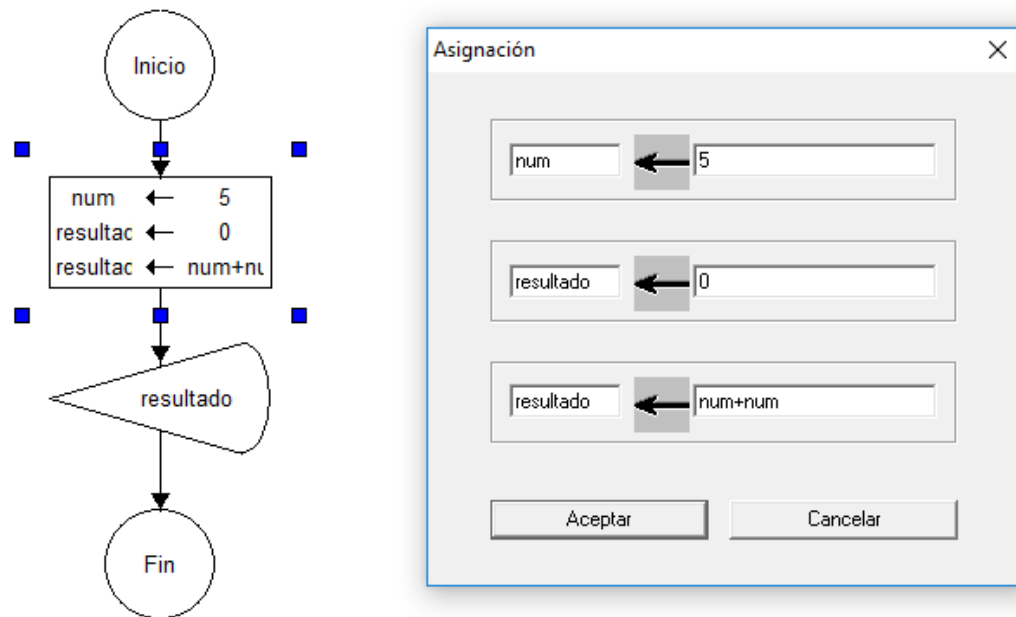 Inicio
num ← 5
resultac ← 0
resultac ← num+nu
resultado
Fin
Asignación
num 5
resultado 0
resultado num+num
Aceptar Cancelar